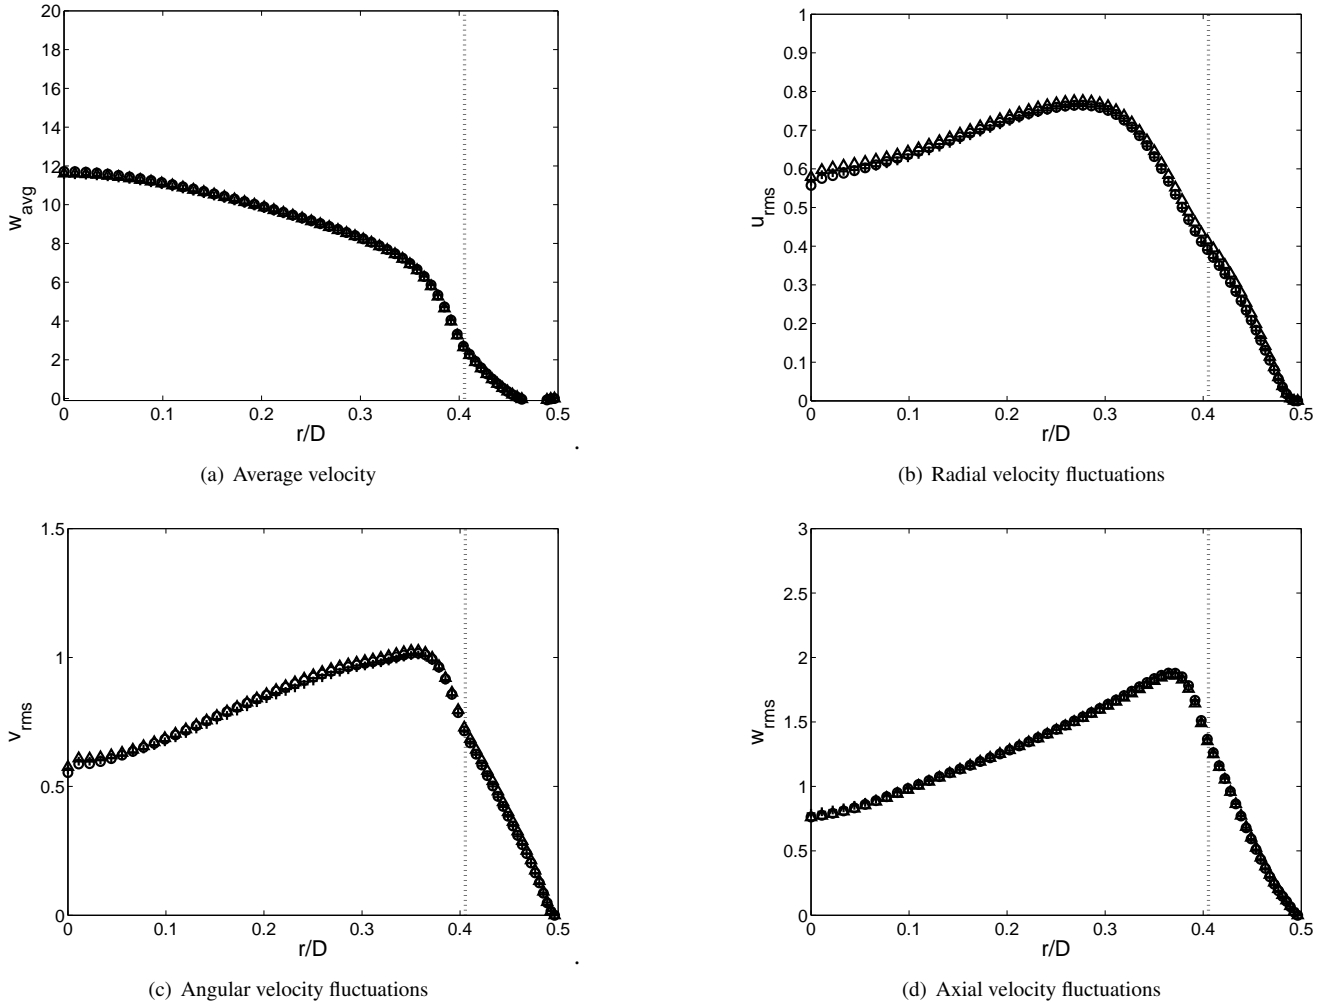 20
18
16
14
12
10
8
6
4
2
0
w_avg
0 0.1 0.2 0.3 0.4 0.5
r/D
.
(a) Average velocity
1
0.9
0.8
0.7
0.6
0.5
0.4
0.3
0.2
0.1
0
u_rms
0 0.1 0.2 0.3 0.4 0.5
r/D
(b) Radial velocity fluctuations
1.5
1
0.5
0
v_rms
0 0.1 0.2 0.3 0.4 0.5
r/D
.
(c) Angular velocity fluctuations
3
2.5
2
1.5
1
0.5
0
w_rms
0 0.1 0.2 0.3 0.4 0.5
r/D
(d) Axial velocity fluctuations